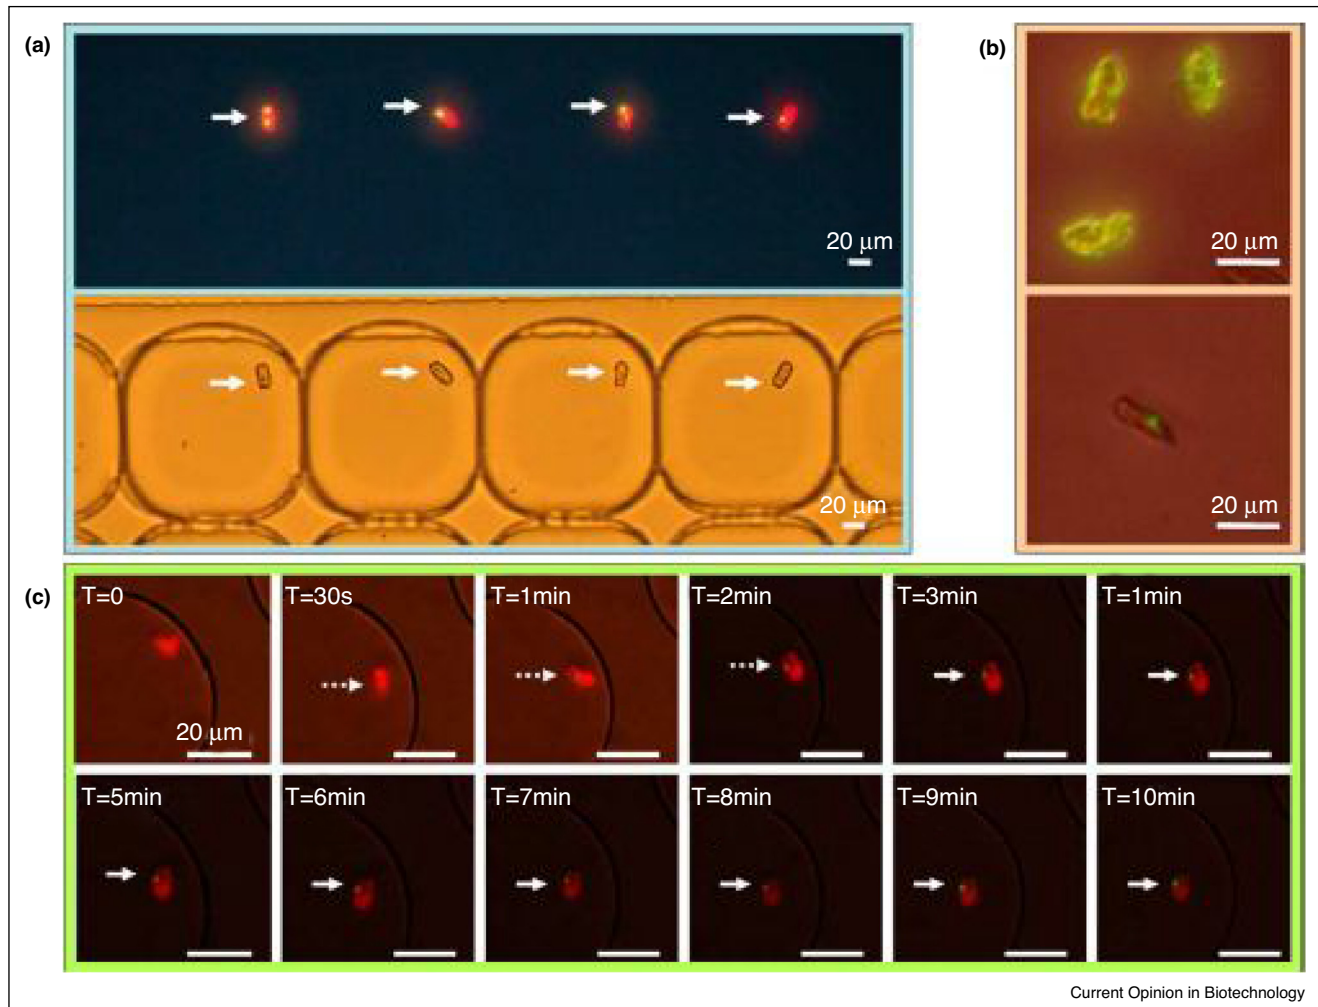 (a)
20 μm
20 μm
(b)
20 μm
20 μm
(c)
T=0
T=30s
T=1min
T=2min
T=3min
T=1min
20 μm
T=5min
T=6min
T=7min
T=8min
T=9min
T=10min
Current Opinion in Biotechnology